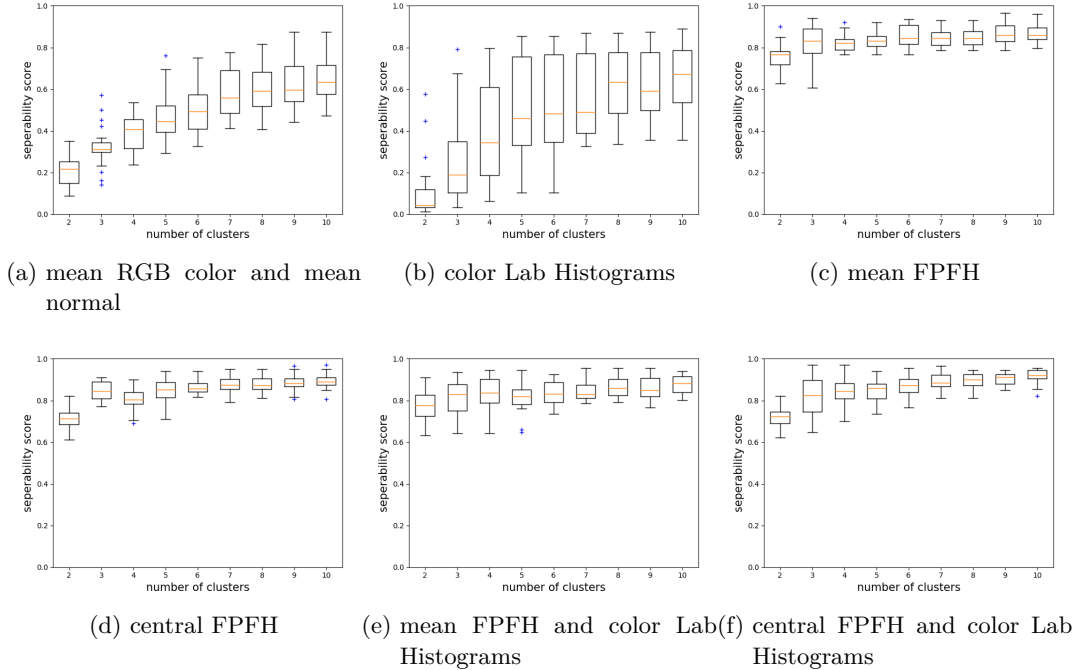 1.0
0.8
0.6
0.4
0.2
0.0
seperability score
2 3 4 5 6 7 8 9 10
number of clusters
(a) mean RGB color and mean
normal
1.0
0.8
0.6
0.4
0.2
0.0
seperability score
2 3 4 5 6 7 8 9 10
number of clusters
(b) color Lab Histograms
1.0
0.8
0.6
0.4
0.2
0.0
seperability score
2 3 4 5 6 7 8 9 10
number of clusters
(c) mean FPFH
1.0
0.8
0.6
0.4
0.2
0.0
seperability score
2 3 4 5 6 7 8 9 10
number of clusters
(d) central FPFH
1.0
0.8
0.6
0.4
0.2
0.0
seperability score
2 3 4 5 6 7 8 9 10
number of clusters
(e) mean FPFH and color Lab
Histograms
1.0
0.8
0.6
0.4
0.2
0.0
seperability score
2 3 4 5 6 7 8 9 10
number of clusters
(f) central FPFH and color Lab
Histograms